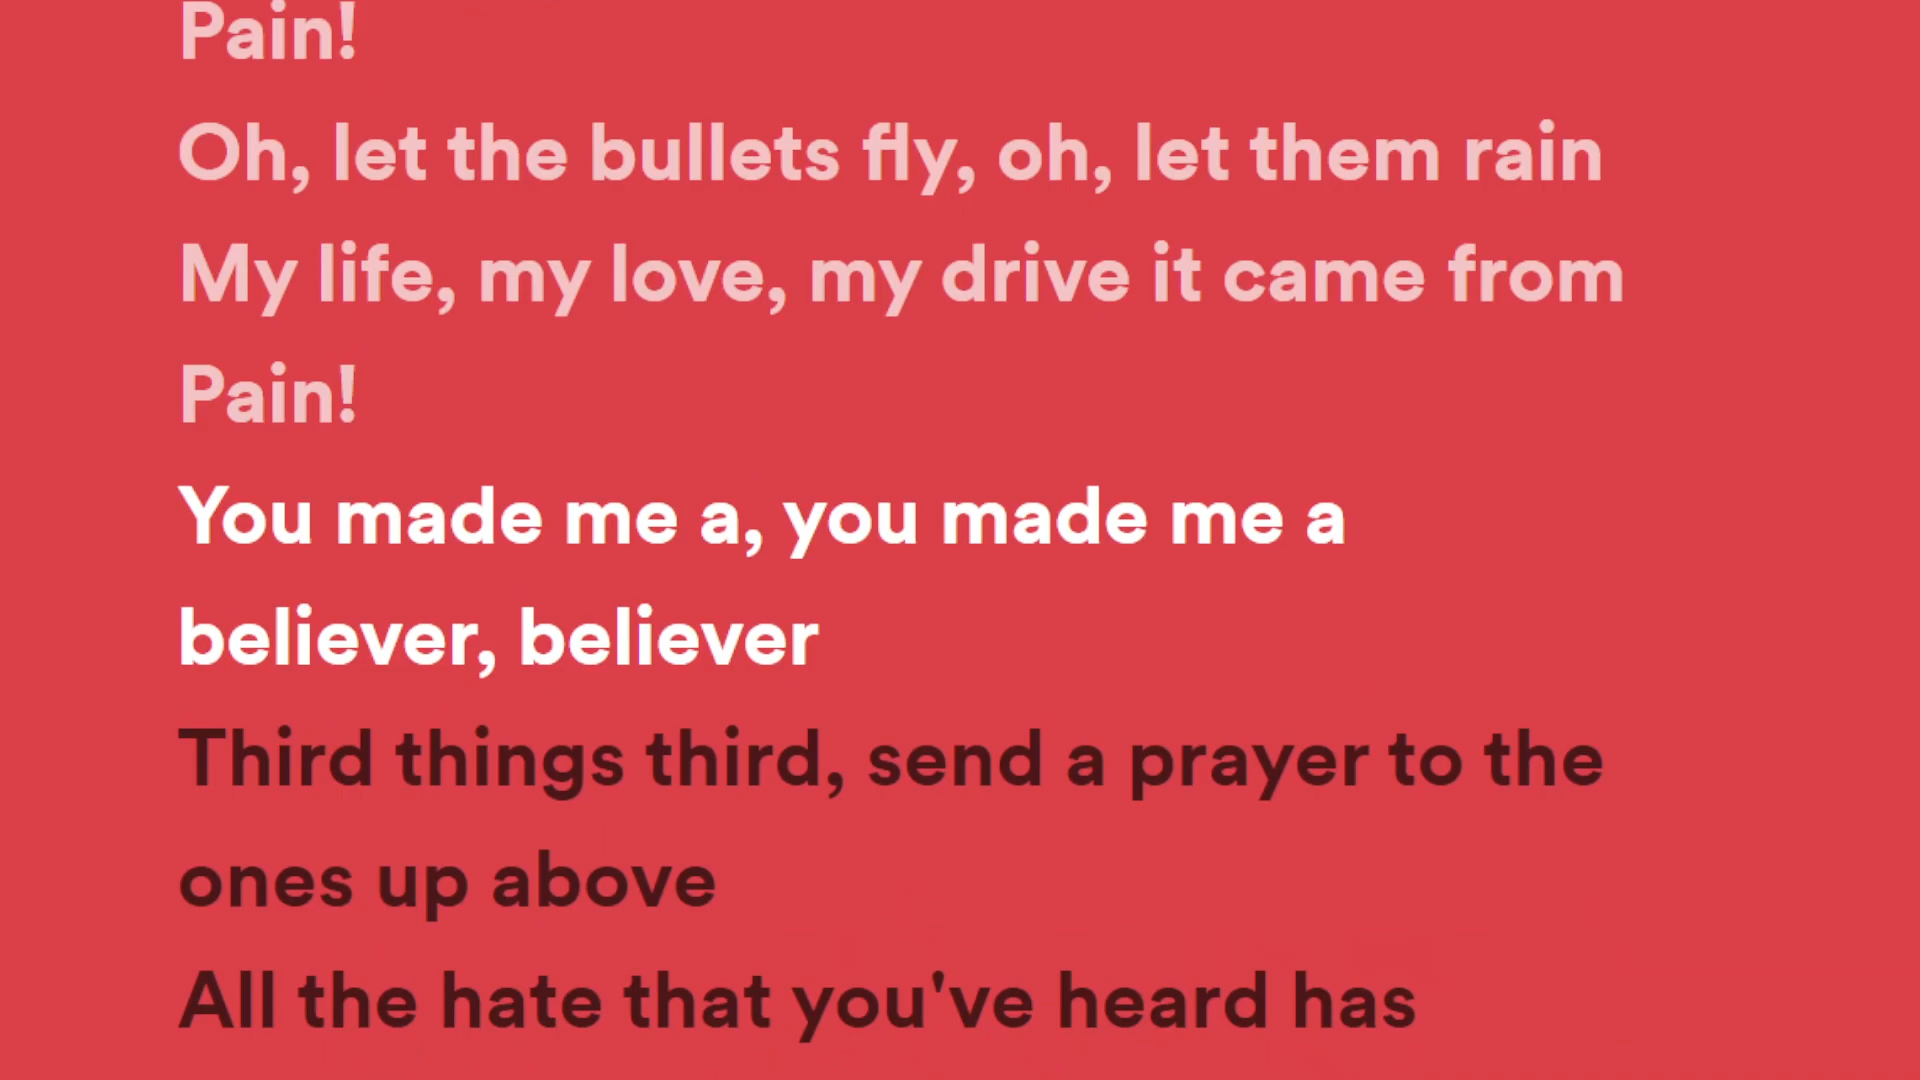 Pain!
Oh, let the bullets fly, oh, let them rain
My life, my love, my drive it came from
Pain!
You made me a, you made me a
believer, believer
Third things third, send a prayer to the
ones up above
All the hate that you've heard has